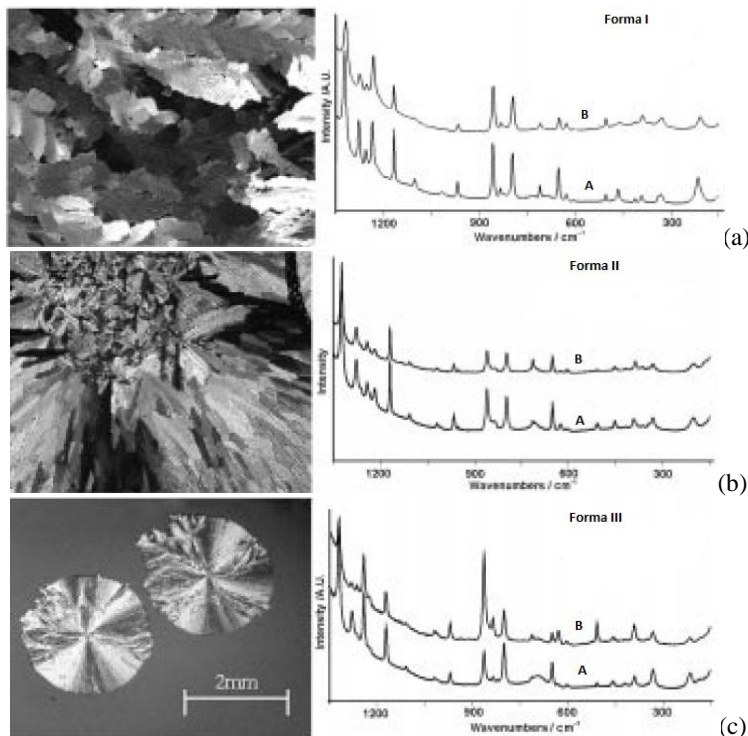 Forma I
Intensity /A.U.
B
A
1200 900 600 300
Wavenumbers / cm⁻¹
(a)
Forma II
Intensity
B
A
1200 900 600 300
Wavenumbers / cm⁻¹
(b)
Forma III
Intensity /A.U.
B
A
2mm
1200 900 600 300
Wavenumbers / cm⁻¹
(c)